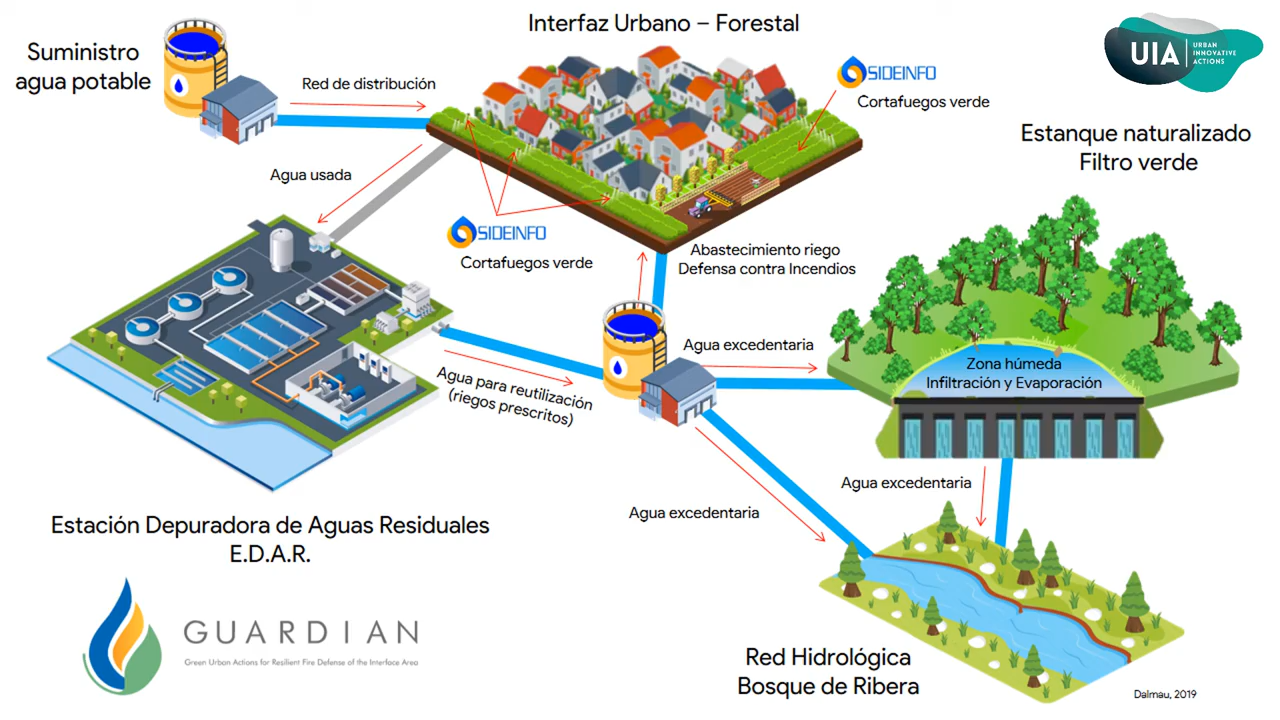 Interfaz Urbano – Forestal
Suministro
agua potable
Red de distribución
UIA
URBAN
INNOVATIVE
ACTIONS
SIDEINFO
Cortafuegos verde
Estanque naturalizado
Filtro verde
Agua usada
SIDEINFO
Cortafuegos verde
Abastecimiento riego
Defensa contra Incendios
Agua excedentaria
Zona húmeda
Infiltración y Evaporación
Agua para reutilización
(riegos prescritos)
Agua excedentaria
Agua excedentaria
Estación Depuradora de Aguas Residuales
E.D.A.R.
GUARDIAN
Green Urban Actions for Resilient Fire Defense of the Interface Area
Red Hidrológica
Bosque de Ribera
Dalmau, 2019